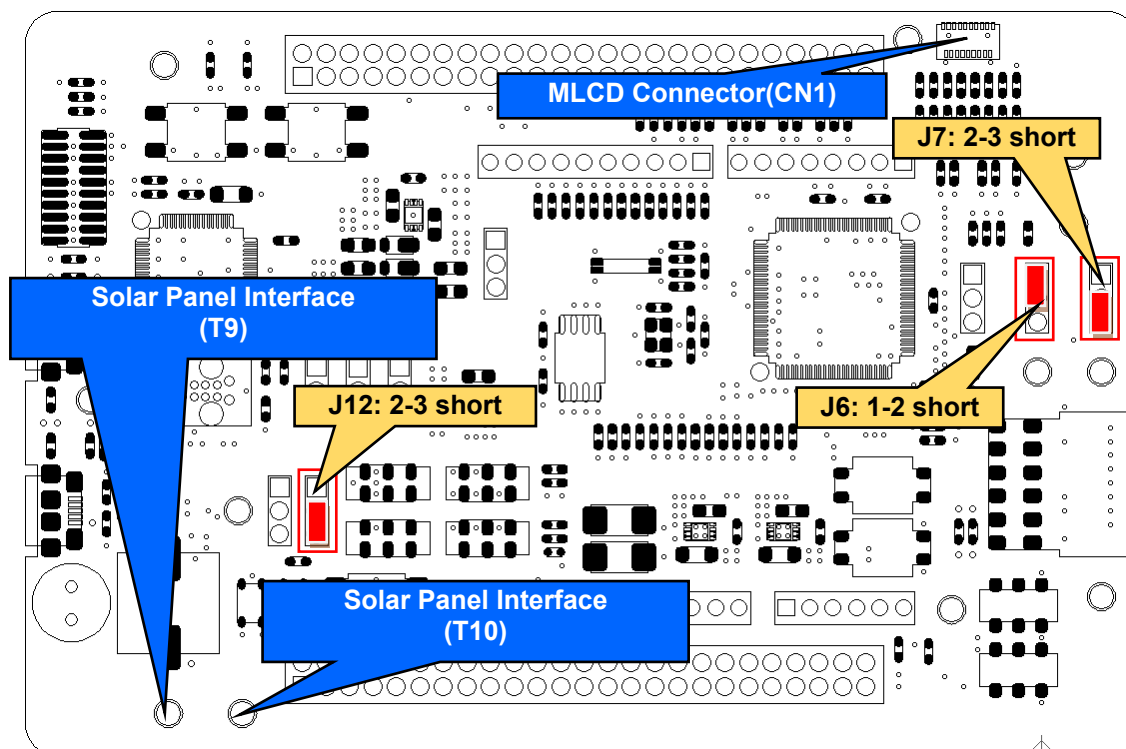 MLCD Connector(CN1)
J7: 2-3 short
Solar Panel Interface
(T9)
J12: 2-3 short
J6: 1-2 short
Solar Panel Interface
(T10)